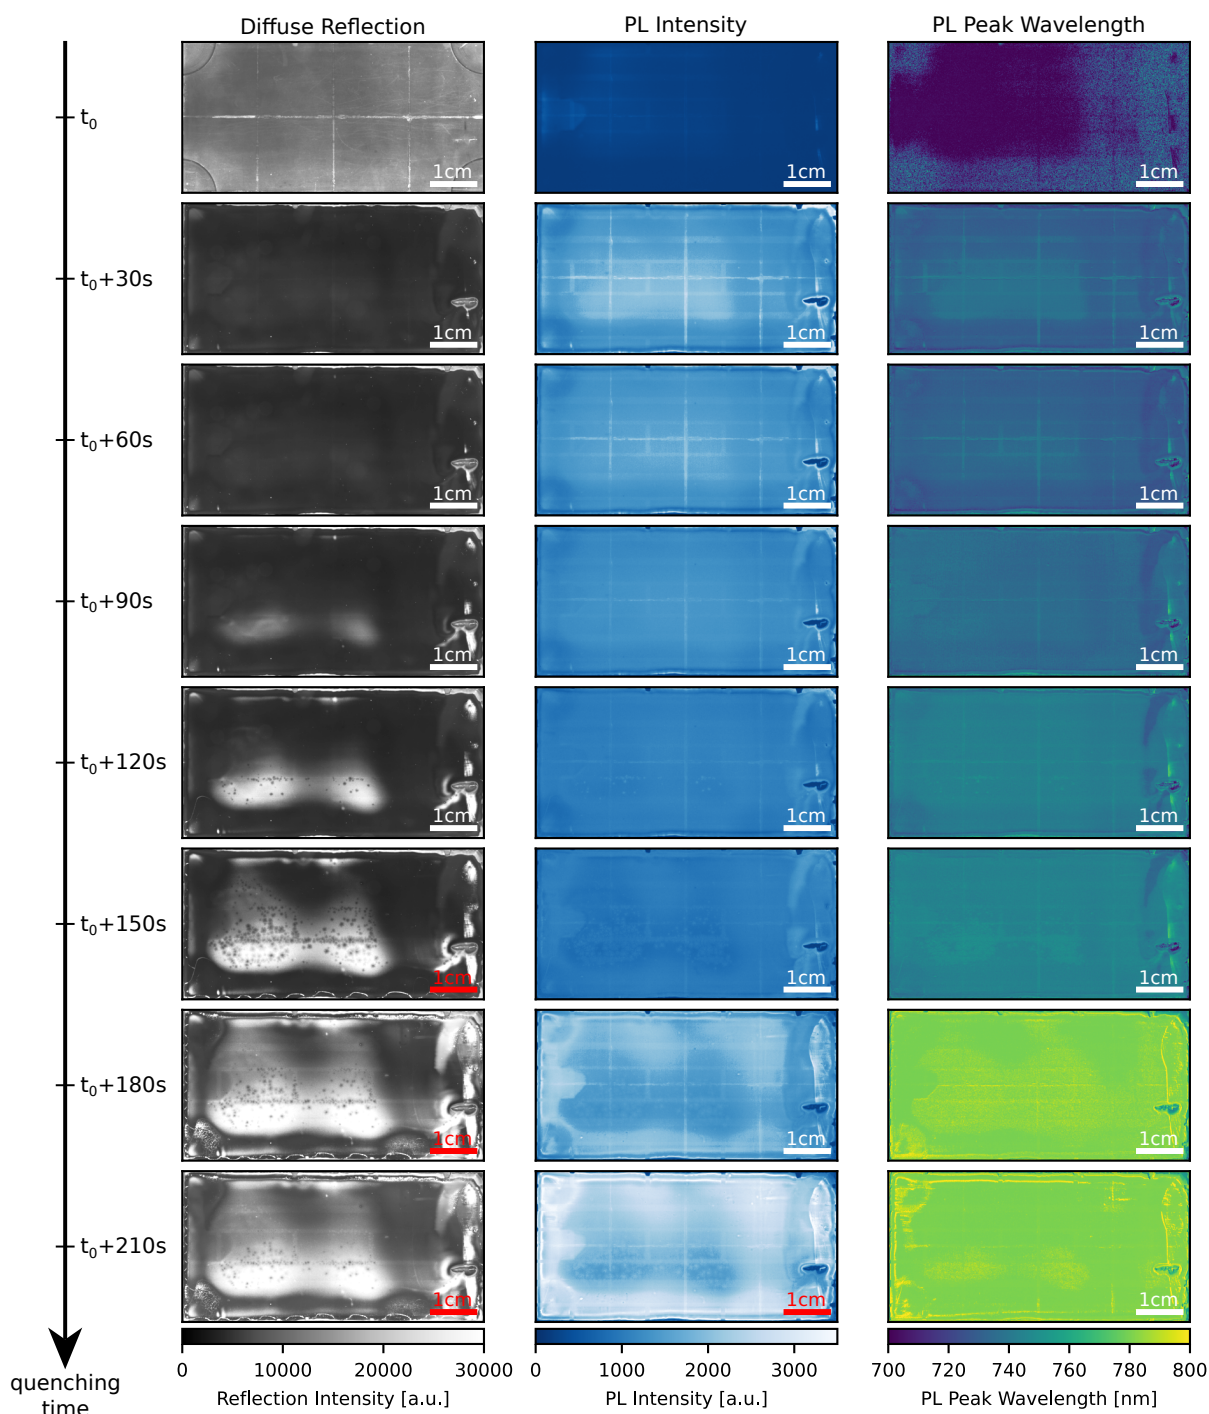 Diffuse Reflection PL Intensity PL Peak Wavelength
t0 1cm 1cm 1cm
t0+30s 1cm 1cm 1cm
t0+60s 1cm 1cm 1cm
t0+90s 1cm 1cm 1cm
t0+120s 1cm 1cm 1cm
t0+150s 1cm 1cm 1cm
t0+180s 1cm 1cm 1cm
t0+210s 1cm 1cm 1cm
0 10000 20000 30000 0 1000 2000 3000 700 720 740 760 780 800
quenching time
Reflection Intensity [a.u.] PL Intensity [a.u.] PL Peak Wavelength [nm]